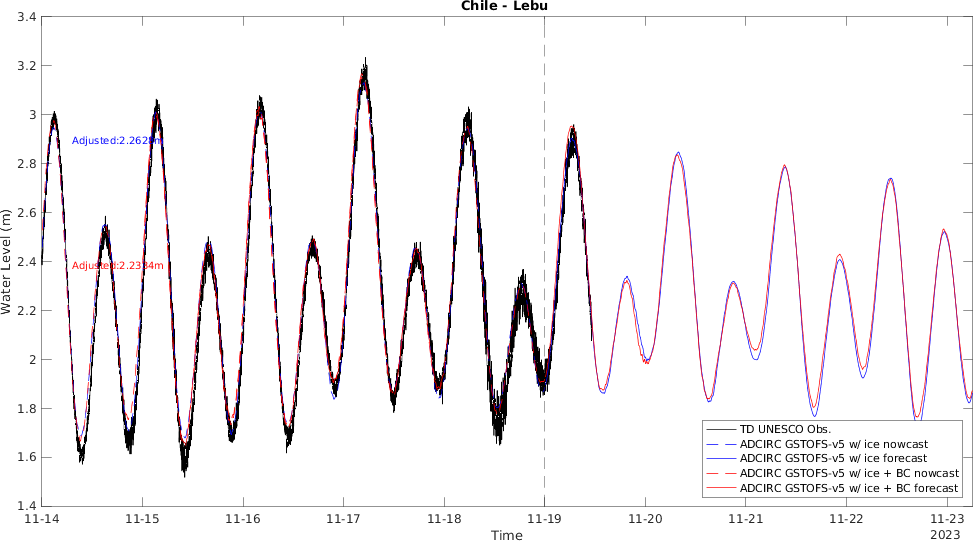 Chile - Lebu
3.4
3.2
3
2.8
2.6
2.4
2.2
2
1.8
1.6
1.4
Water Level (m)
Adjusted:2.262
Adjusted:2.2334m
11-14
11-15
11-16
11-17
11-18
11-19
11-20
11-21
11-22
11-23
2023
Time
TD UNESCO Obs.
ADCIRC GSTOFS-v5 w/ ice nowcast
ADCIRC GSTOFS-v5 w/ ice forecast
ADCIRC GSTOFS-v5 w/ ice + BC nowcast
ADCIRC GSTOFS-v5 w/ ice + BC forecast